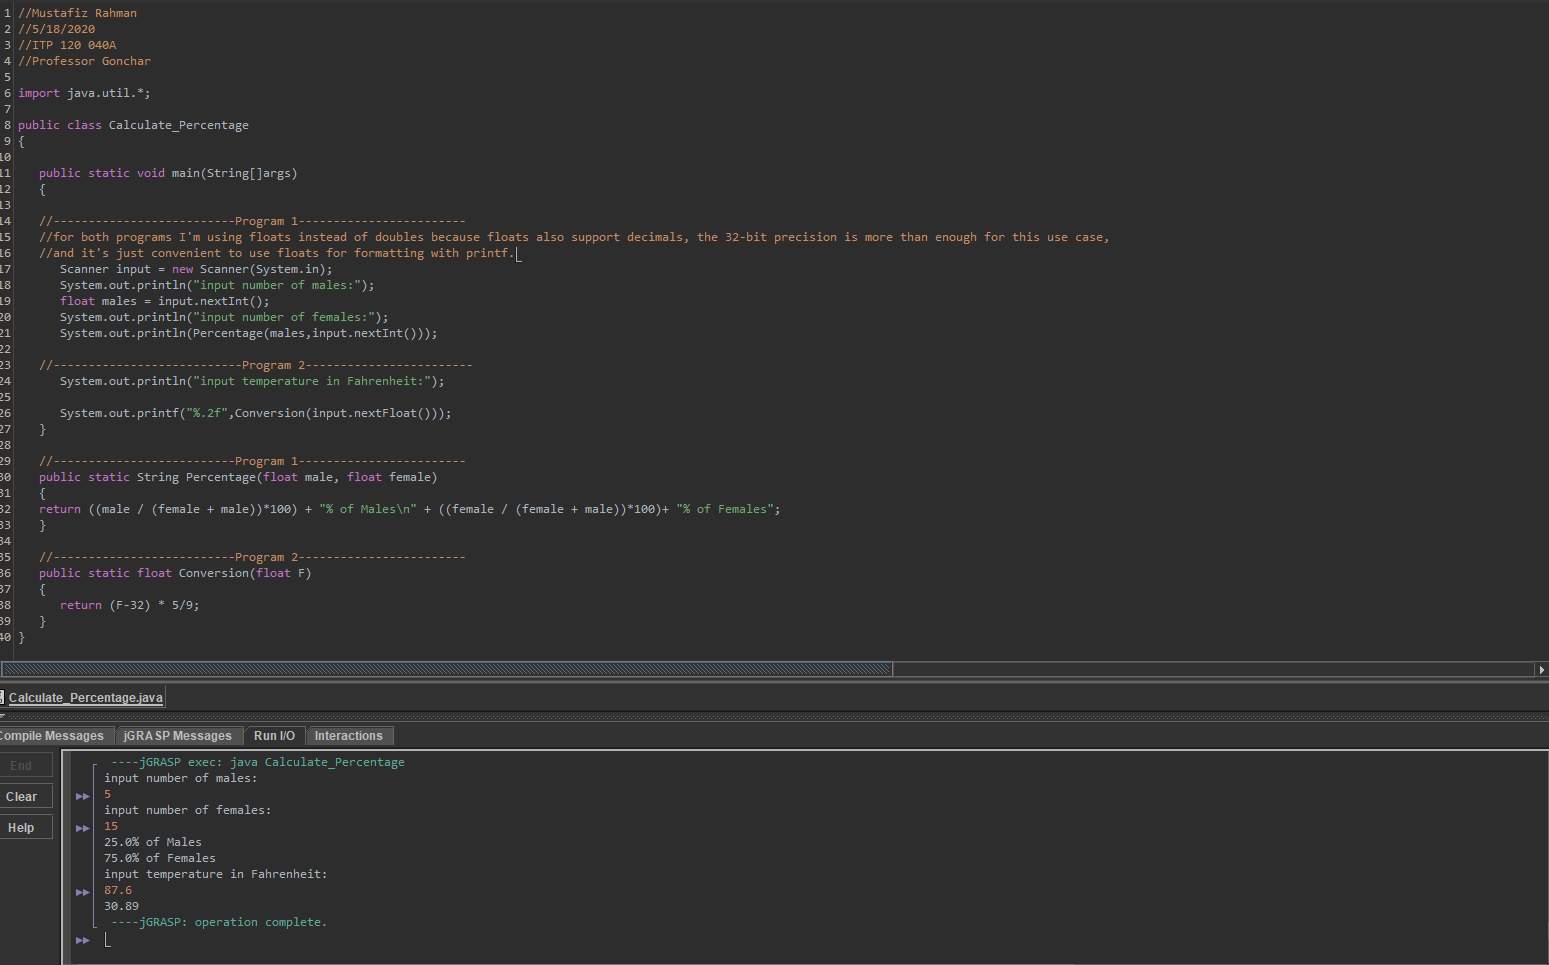 1 //Mustafiz Rahman
2 //5/18/2020
3 //ITP 120 040A
4 //Professor Gonchar
5
6 import java.util.*;
7
8 public class Calculate_Percentage
9 {
10
11 public static void main(String[]args)
12 {
13
14 //--------------------------Program 1------------------------
15 //for both programs I'm using floats instead of doubles because floats also support decimals, the 32-bit precision is more than enough for this use case,
16 //and it's just convenient to use floats for formatting with printf.
17 Scanner input = new Scanner(System.in);
18 System.out.println("input number of males:");
19 float males = input.nextInt();
20 System.out.println("input number of females:");
21 System.out.println(Percentage(males,input.nextInt()));
22
23 //---------------------------Program 2------------------------
24 System.out.println("input temperature in Fahrenheit:");
25
26 System.out.printf("%.2f",Conversion(input.nextFloat()));
27 }
28
29 //--------------------------Program 1------------------------
30 public static String Percentage(float male, float female)
31 {
32 return ((male / (female + male))*100) + "% of Males\n" + ((female / (female + male))*100)+ "% of Females";
33 }
34
35 //--------------------------Program 2------------------------
36 public static float Conversion(float F)
37 {
38 return (F-32) * 5/9;
39 }
40 }
Calculate_Percentage.java
Compile Messages jGRASP Messages Run I/O Interactions
End
Clear
Help
----jGRASP exec: java Calculate_Percentage
input number of males:
5
input number of females:
15
25.0% of Males
75.0% of Females
input temperature in Fahrenheit:
87.6
30.89
----jGRASP: operation complete.